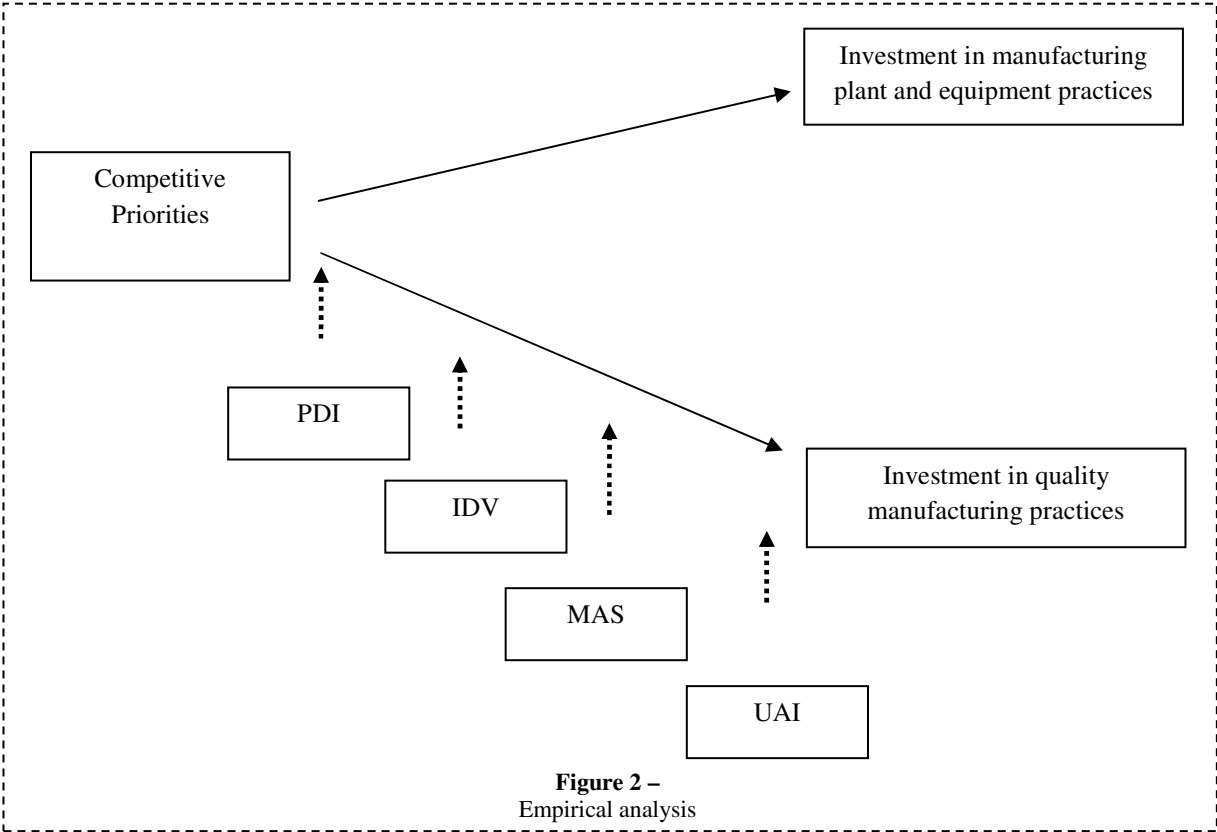 Investment in manufacturing
plant and equipment practices
Competitive
Priorities
PDI
IDV
Investment in quality
manufacturing practices
MAS
UAI
Figure 2 –
Empirical analysis